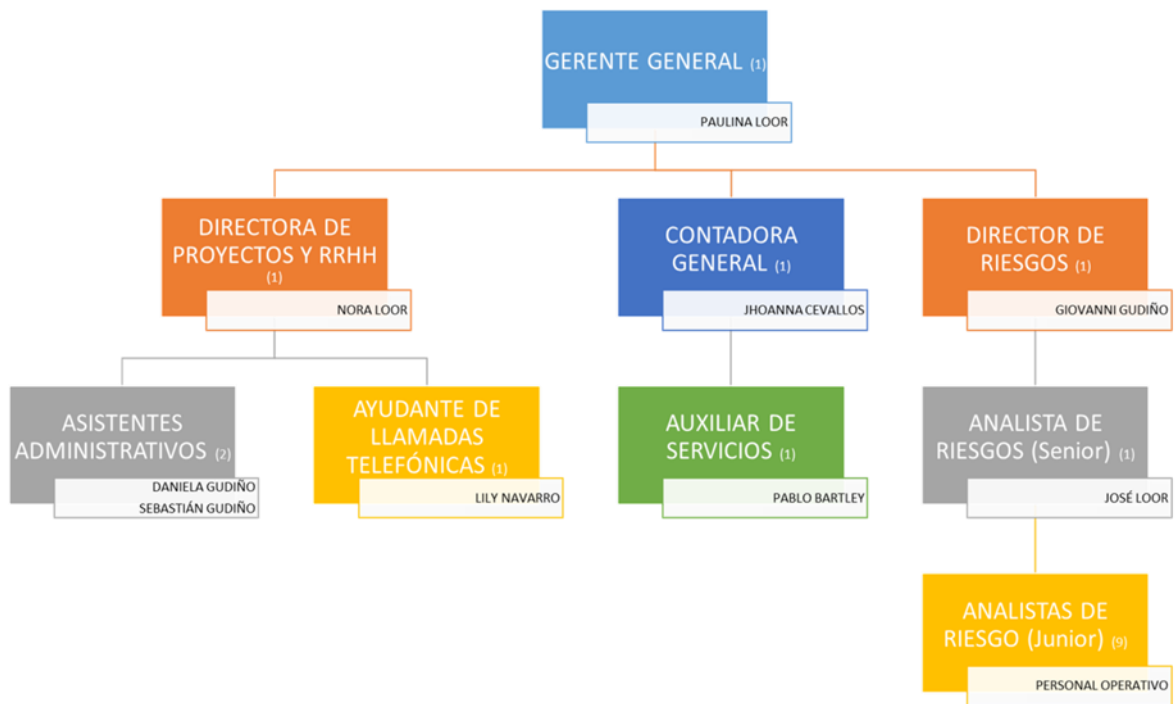 GERENTE GENERAL (1)
PAULINA LOOR
DIRECTORA DE
PROYECTOS Y RRHH
(1)
NORA LOOR
CONTADORA
GENERAL (1)
JHOANNA CEVALLOS
DIRECTOR DE
RIESGOS (1)
GIOVANNI GUDIÑO
ASISTENTES
ADMINISTRATIVOS (2)
DANIELA GUDIÑO
SEBASTIÁN GUDIÑO
AYUDANTE DE
LLAMADAS
TELEFÓNICAS (1)
LILY NAVARRO
AUXILIAR DE
SERVICIOS (1)
PABLO BARTLEY
ANALISTA DE
RIESGOS (Senior) (1)
JOSÉ LOOR
ANALISTAS DE
RIESGO (Junior) (9)
PERSONAL OPERATIVO